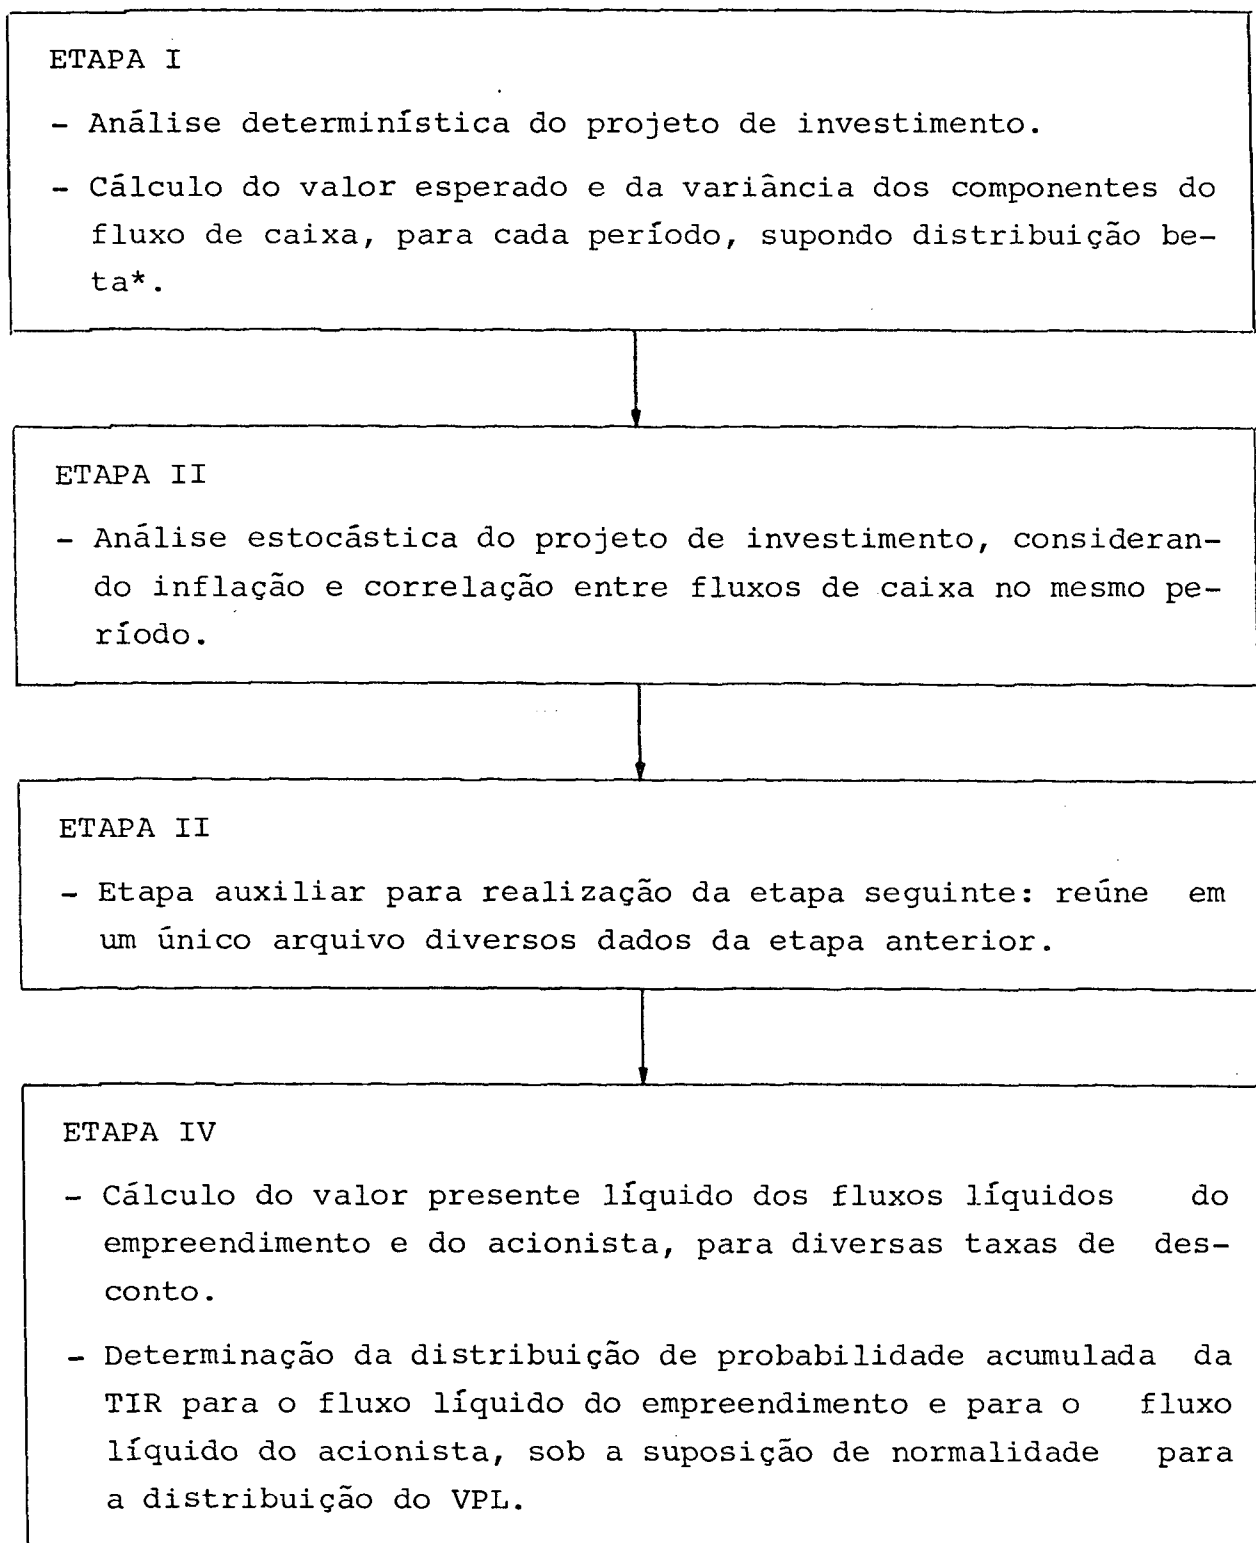 ETAPA I
- Análise determinística do projeto de investimento.
- Cálculo do valor esperado e da variância dos componentes do
fluxo de caixa, para cada período, supondo distribuição be-
ta*.
ETAPA II
- Análise estocástica do projeto de investimento, consideran-
do inflação e correlação entre fluxos de caixa no mesmo pe-
ríodo.
ETAPA II
- Etapa auxiliar para realização da etapa seguinte: reúne em
um único arquivo diversos dados da etapa anterior.
ETAPA IV
- Cálculo do valor presente líquido dos fluxos líquidos do
empreendimento e do acionista, para diversas taxas de des-
conto.
- Determinação da distribuição de probabilidade acumulada da
TIR para o fluxo líquido do empreendimento e para o fluxo
líquido do acionista, sob a suposição de normalidade para
a distribuição do VPL.